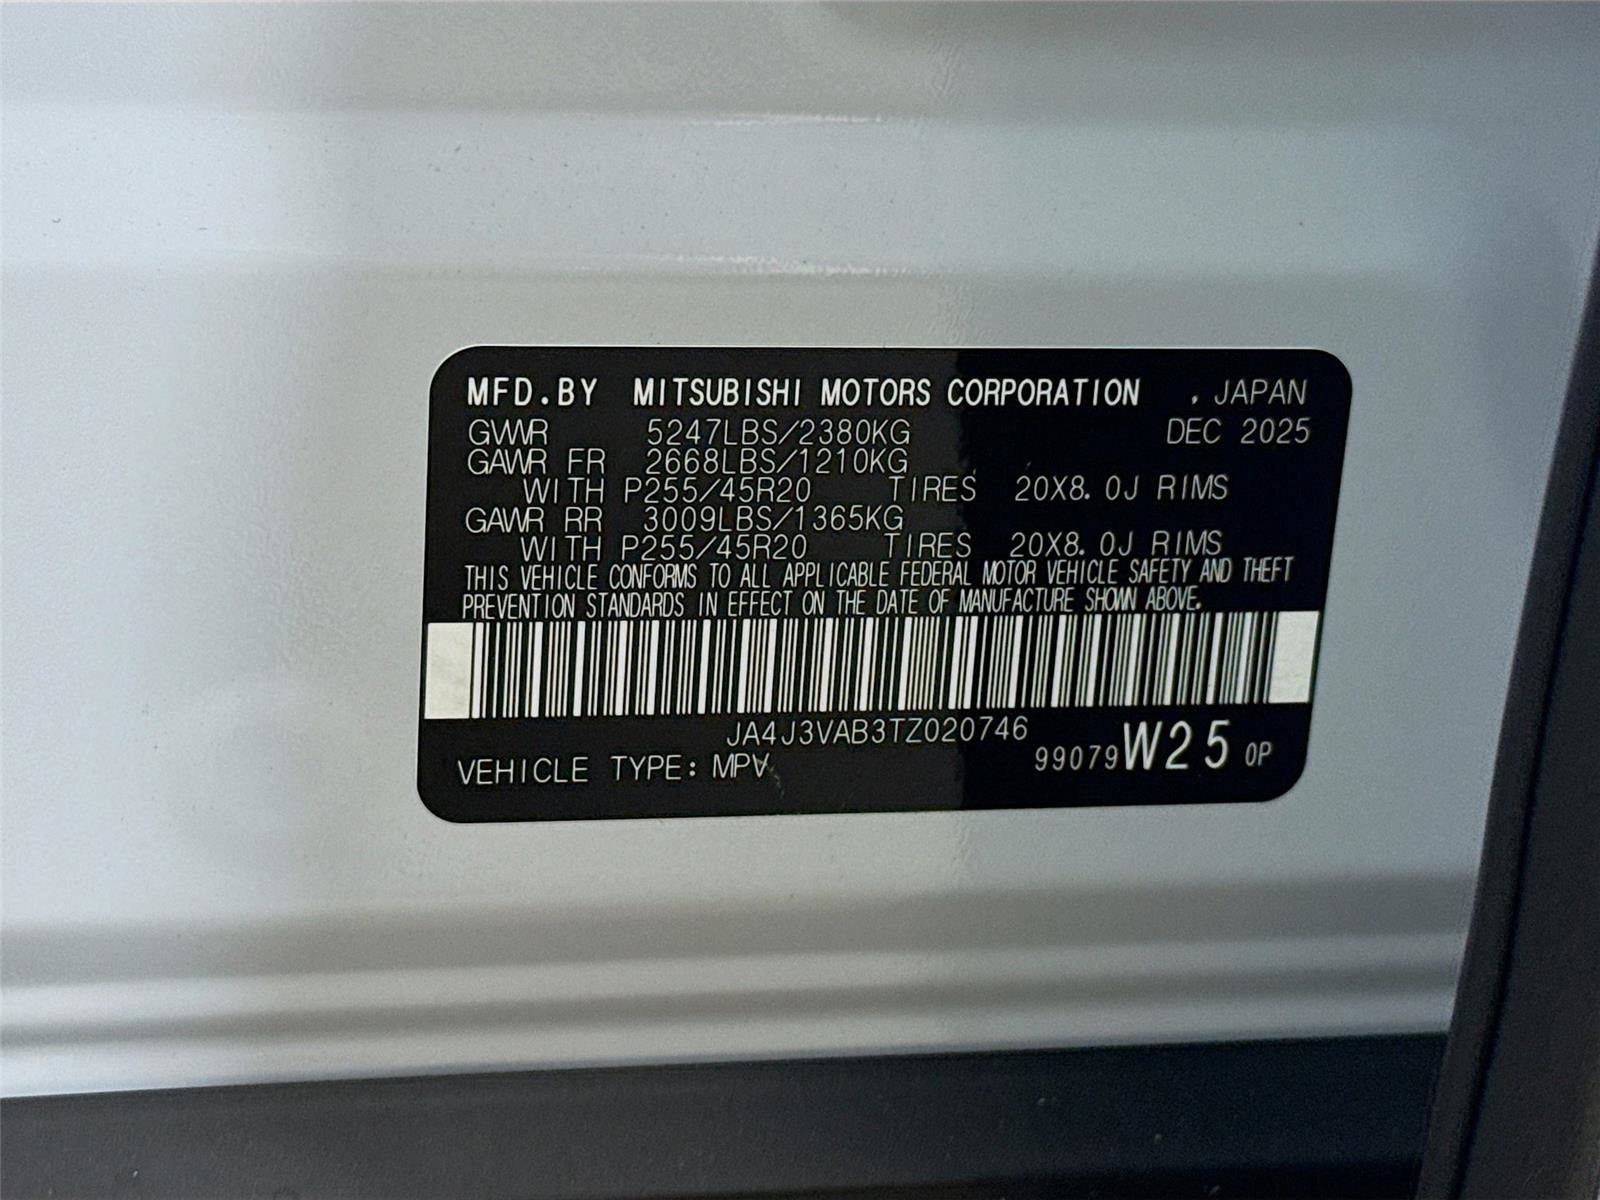 MFD.BY MITSUBISHI MOTORS CORPORATION , JAPAN
GVWR 5247LBS/2380KG DEC 2025
GAWR FR 2668LBS/1210KG
WITH P255/45R20 TIRES 20X8.0J RIMS
GAWR RR 3009LBS/1365KG
WITH P255/45R20 TIRES 20X8.0J RIMS
THIS VEHICLE CONFORMS TO ALL APPLICABLE FEDERAL MOTOR VEHICLE SAFETY AND THEFT
PREVENTION STANDARDS IN EFFECT ON THE DATE OF MANUFACTURE SHOWN ABOVE.
JA4J3VAB3TZ020746
VEHICLE TYPE: MPV 99079 W25 0P